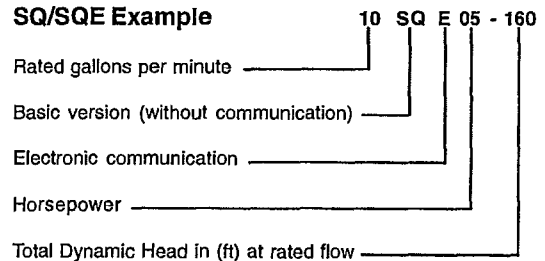 SQ/SQE Example 10 SQ E 05 - 160
Rated gallons per minute
Basic version (without communication)
Electronic communication
Horsepower
Total Dynamic Head in (ft) at rated flow